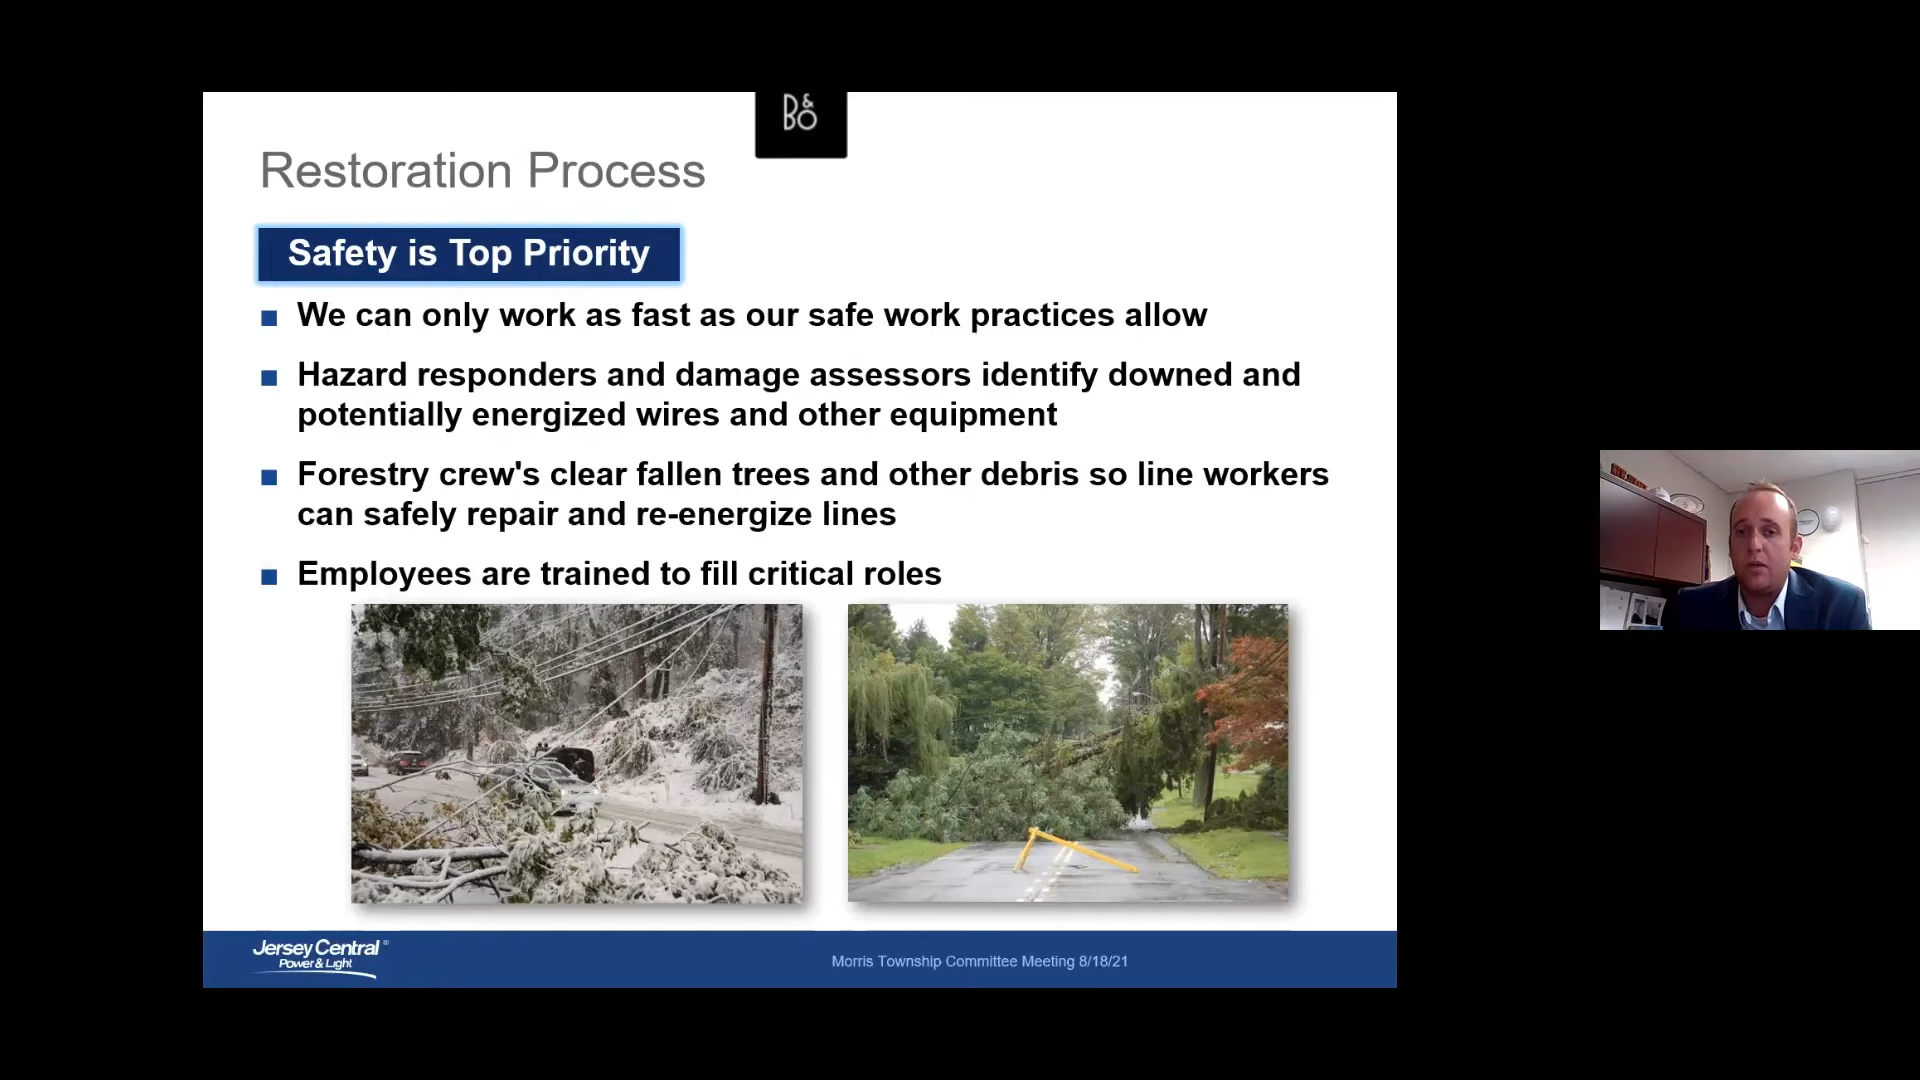 B&O
Restoration Process
Safety is Top Priority
We can only work as fast as our safe work practices allow
Hazard responders and damage assessors identify downed and
potentially energized wires and other equipment
Forestry crew's clear fallen trees and other debris so line workers
can safely repair and re-energize lines
Employees are trained to fill critical roles
Jersey Central®
Power & Light
Morris Township Committee Meeting 8/18/21